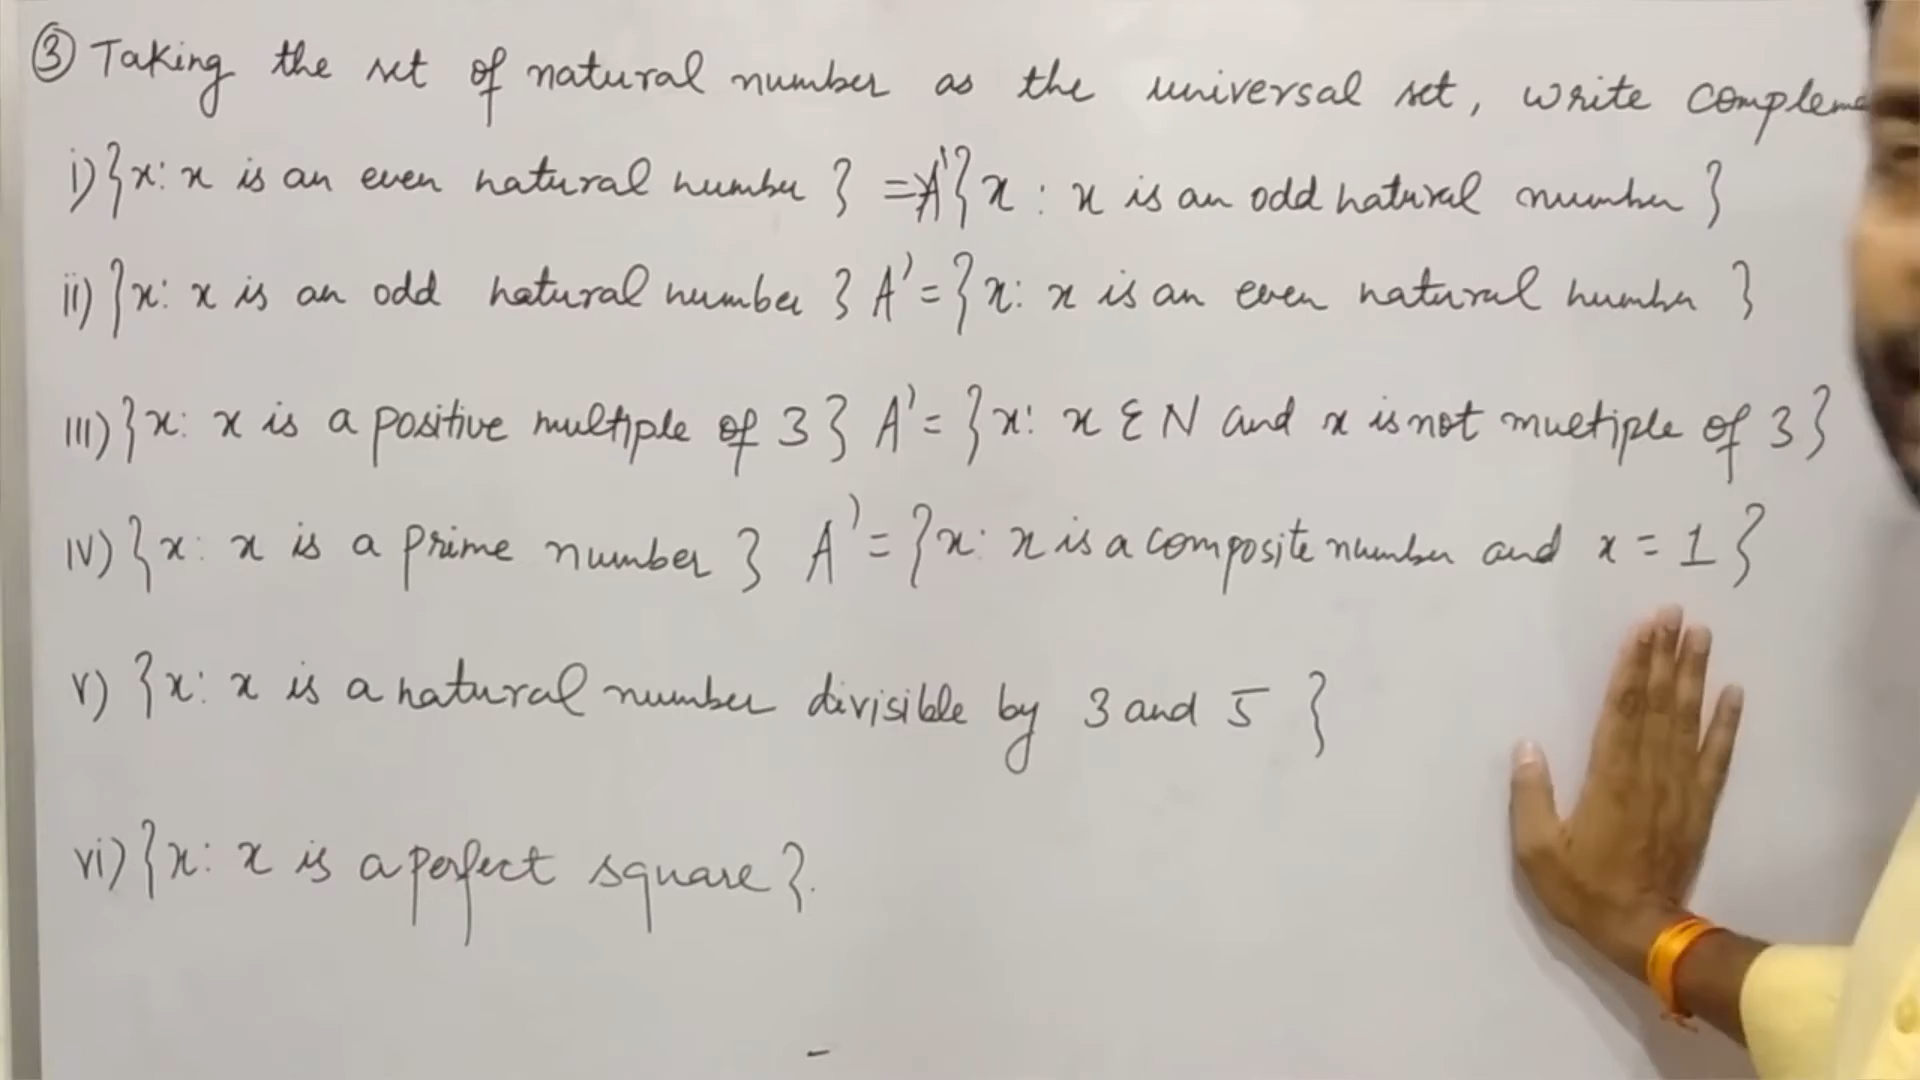 ③ Taking the set of natural number as the universal set, write
i) {x: x is an even natural number } = A' { x : x is an odd natural number }
ii) {x: x is an odd natural number } A' = {x: x is an even natural number }
iii) {x: x is a positive multiple of 3} A' = {x: x ∈ N and x is not multiple of 3}
iv) {x: x is a prime number } A' = {x: x is a composite number and x = 1}
v) {x: x is a natural number divisible by 3 and 5 }
vi) {x: x is a perfect square}.